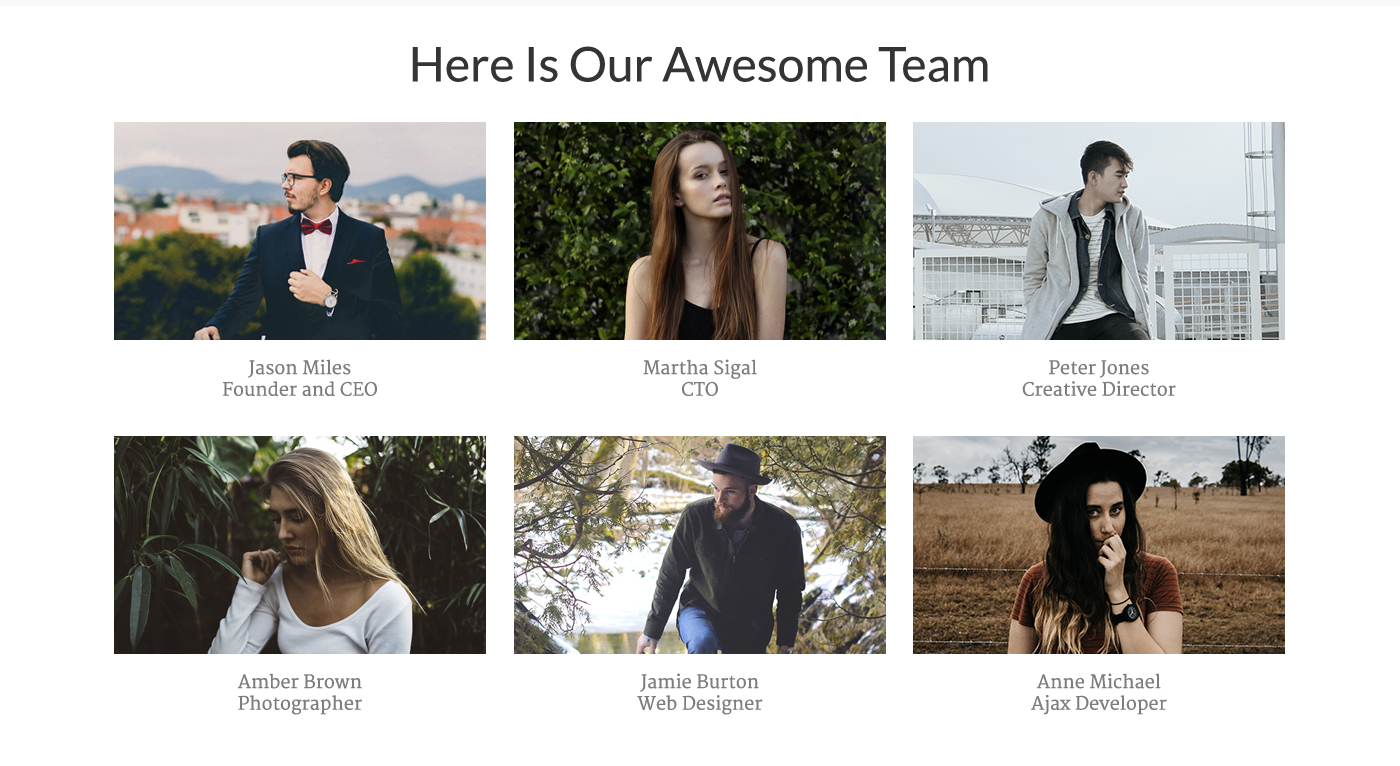 Here Is Our Awesome Team
Jason Miles
Founder and CEO
Martha Sigal
CTO
Peter Jones
Creative Director
Amber Brown
Photographer
Jamie Burton
Web Designer
Anne Michael
Ajax Developer